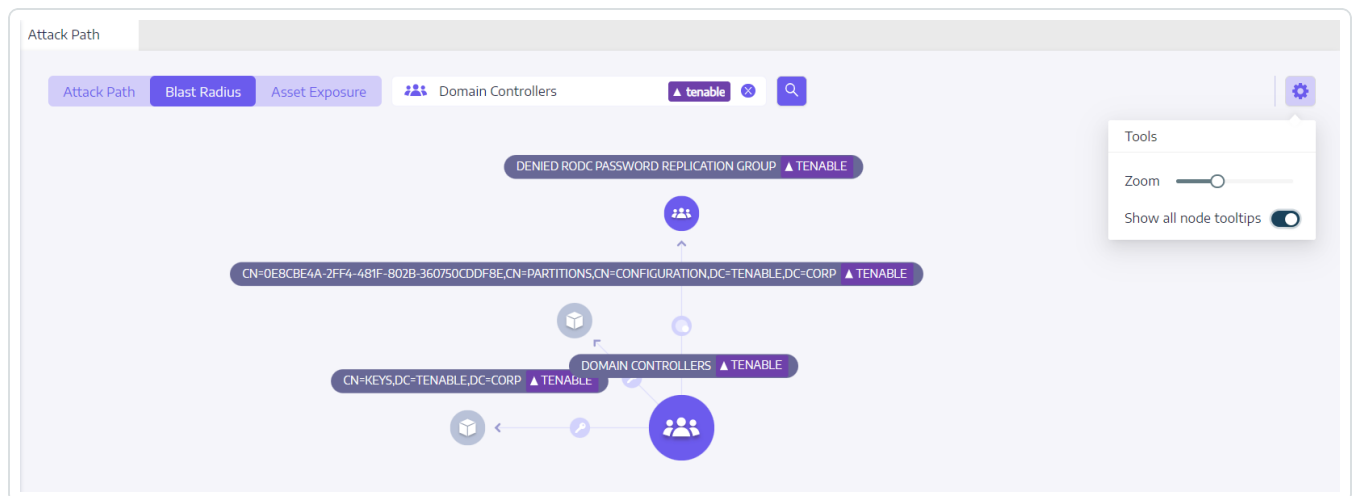 Attack Path
Attack Path
Blast Radius
Asset Exposure
Domain Controllers
tenable
Tools
Zoom
Show all node tooltips
DENIED RODC PASSWORD REPLICATION GROUP TENABLE
CN=0E8CBE4A-2FF4-481F-802B-360750CDDF8E,CN=PARTITIONS,CN=CONFIGURATION,DC=TENABLE,DC=CORP TENABLE
DOMAIN CONTROLLERS TENABLE
CN=KEYS,DC=TENABLE,DC=CORP TENABLE